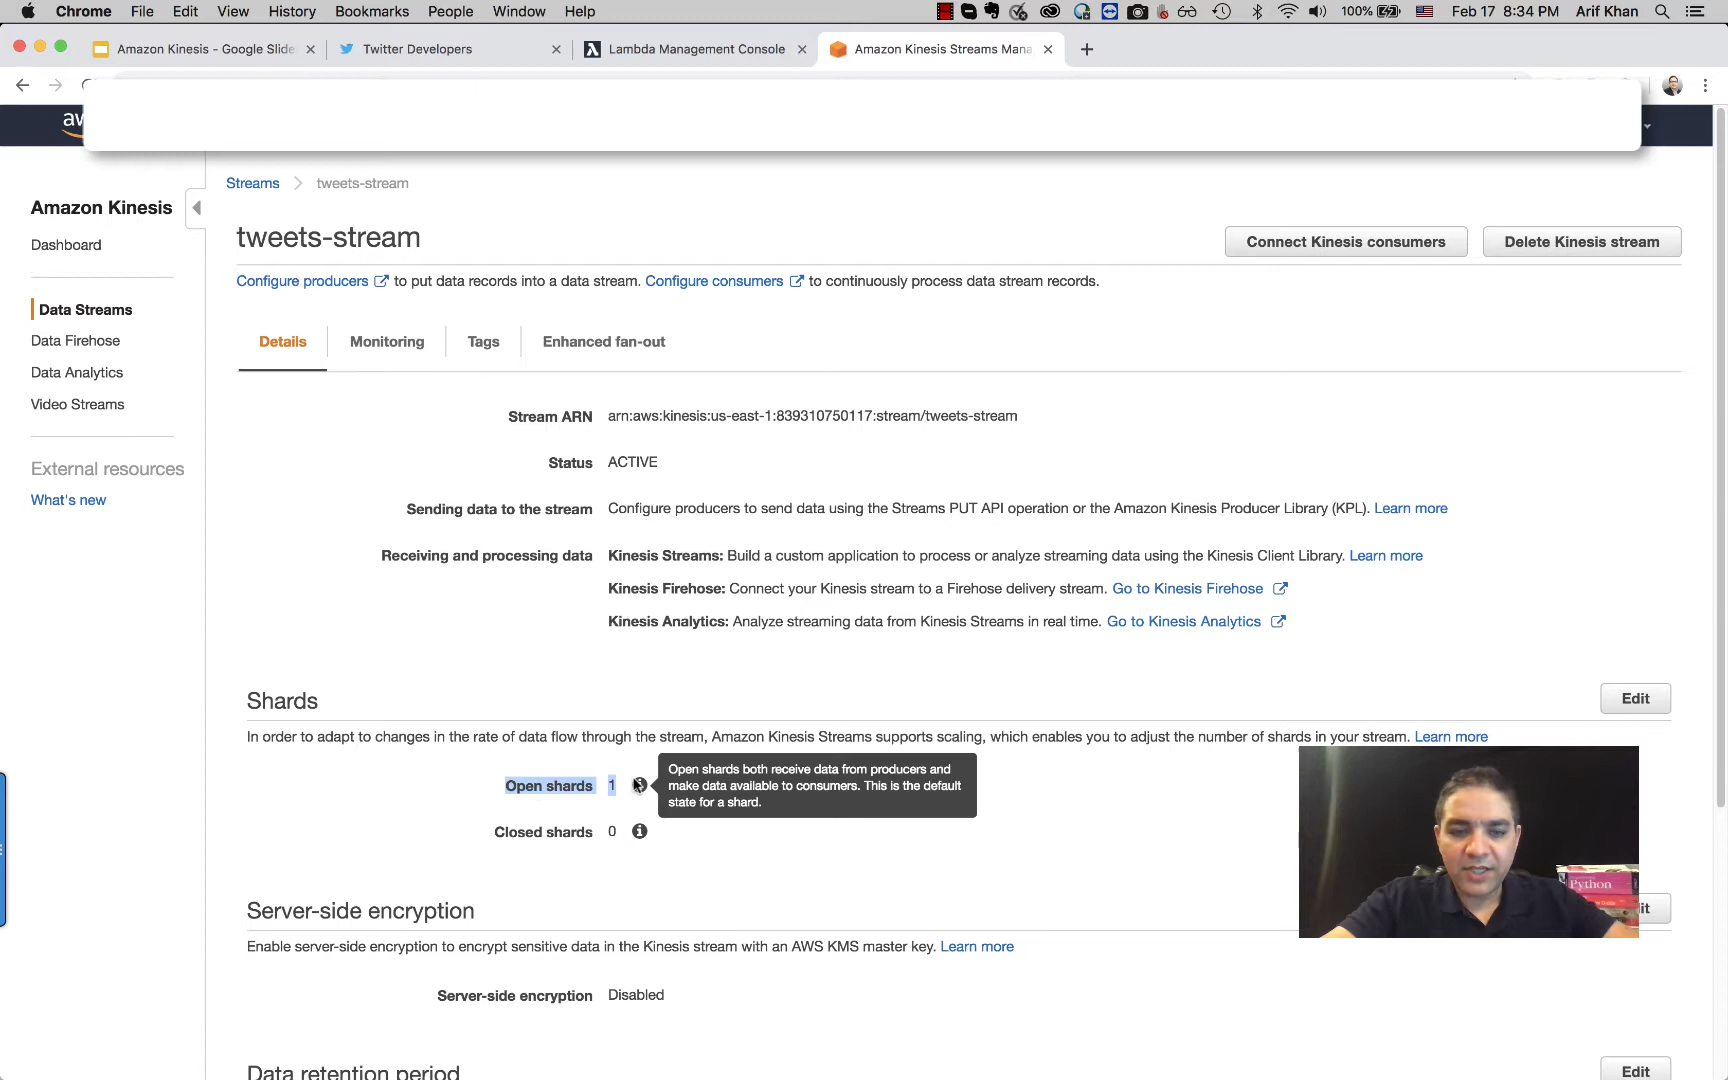 Chrome File Edit View History Bookmarks People Window Help 100% Feb 17 8:34 PM Arif Khan
Amazon Kinesis - Google Slide
Twitter Developers
Lambda Management Console
Amazon Kinesis Streams Mana
aw
Streams tweets-stream
Amazon Kinesis
Dashboard
Data Streams
Data Firehose
Data Analytics
Video Streams
External resources
What's new
tweets-stream
Connect Kinesis consumers
Delete Kinesis stream
Configure producers to put data records into a data stream. Configure consumers to continuously process data stream records.
Details Monitoring Tags Enhanced fan-out
Stream ARN arn:aws:kinesis:us-east-1:839310750117:stream/tweets-stream
Status ACTIVE
Sending data to the stream Configure producers to send data using the Streams PUT API operation or the Amazon Kinesis Producer Library (KPL). Learn more
Receiving and processing data Kinesis Streams: Build a custom application to process or analyze streaming data using the Kinesis Client Library. Learn more
Kinesis Firehose: Connect your Kinesis stream to a Firehose delivery stream. Go to Kinesis Firehose
Kinesis Analytics: Analyze streaming data from Kinesis Streams in real time. Go to Kinesis Analytics
Shards
Edit
In order to adapt to changes in the rate of data flow through the stream, Amazon Kinesis Streams supports scaling, which enables you to adjust the number of shards in your stream. Learn more
Open shards 1
Open shards both receive data from producers and
make data available to consumers. This is the default
state for a shard.
Closed shards 0
Python
Server-side encryption
it
Enable server-side encryption to encrypt sensitive data in the Kinesis stream with an AWS KMS master key. Learn more
Server-side encryption Disabled
Data retention period
Edit